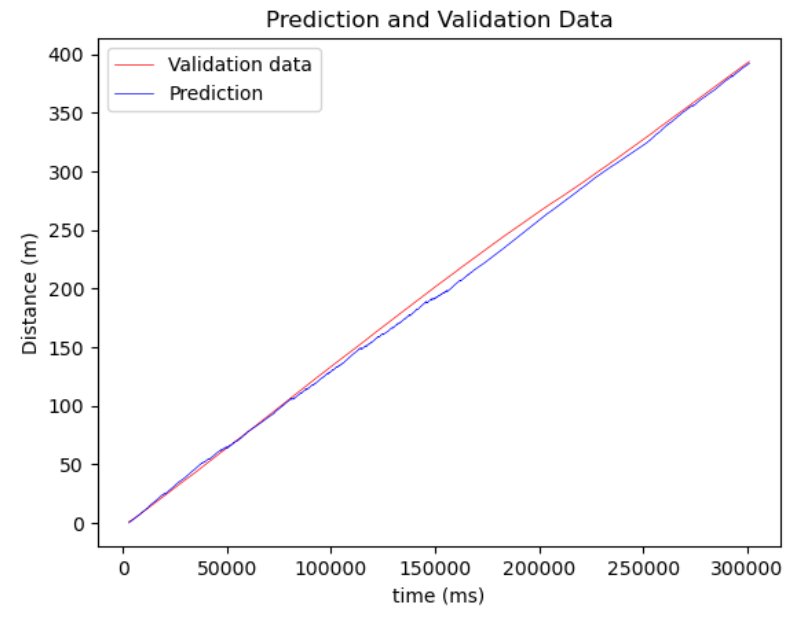 Prediction and Validation Data
Validation data
Prediction
400
350
300
250
200
150
100
50
0
Distance (m)
0 50000 100000 150000 200000 250000 300000
time (ms)